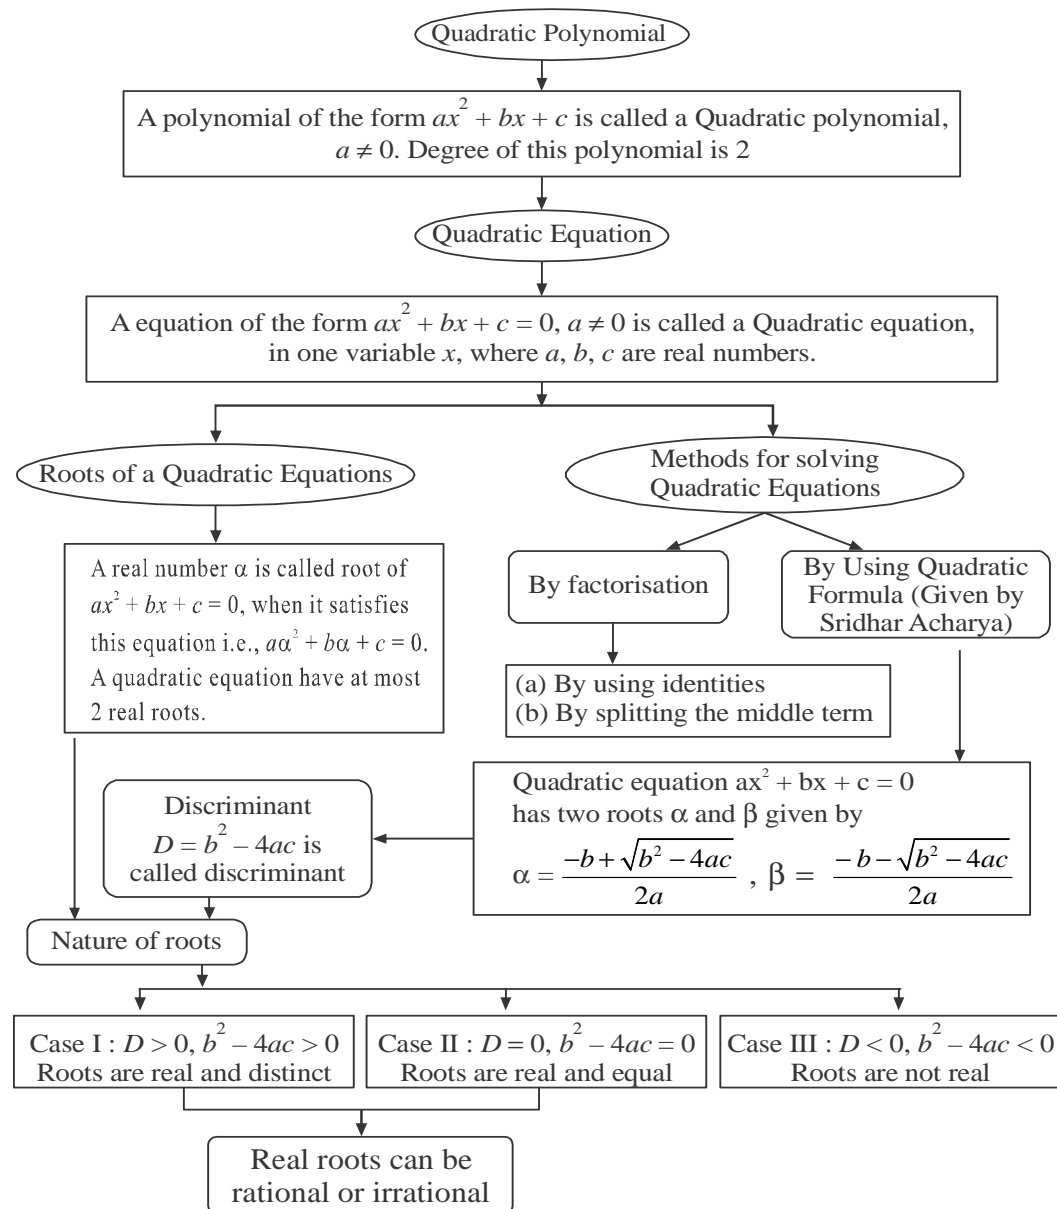 Quadratic Polynomial
A polynomial of the form ax² + bx + c is called a Quadratic polynomial,
a ≠ 0. Degree of this polynomial is 2
Quadratic Equation
A equation of the form ax² + bx + c = 0, a ≠ 0 is called a Quadratic equation,
in one variable x, where a, b, c are real numbers.
Roots of a Quadratic Equations
Methods for solving
Quadratic Equations
A real number α is called root of
ax² + bx + c = 0, when it satisfies
this equation i.e., aα² + bα + c = 0.
A quadratic equation have at most
2 real roots.
By factorisation
By Using Quadratic
Formula (Given by
Sridhar Acharya)
(a) By using identities
(b) By splitting the middle term
Quadratic equation ax² + bx + c = 0
has two roots α and β given by
α = (−b + √(b² − 4ac))/2a , β = (−b − √(b² − 4ac))/2a
Discriminant
D = b² – 4ac is
called discriminant
Nature of roots
Case I : D > 0, b² – 4ac > 0
Roots are real and distinct
Case II : D = 0, b² – 4ac = 0
Roots are real and equal
Case III : D < 0, b² – 4ac < 0
Roots are not real
Real roots can be
rational or irrational